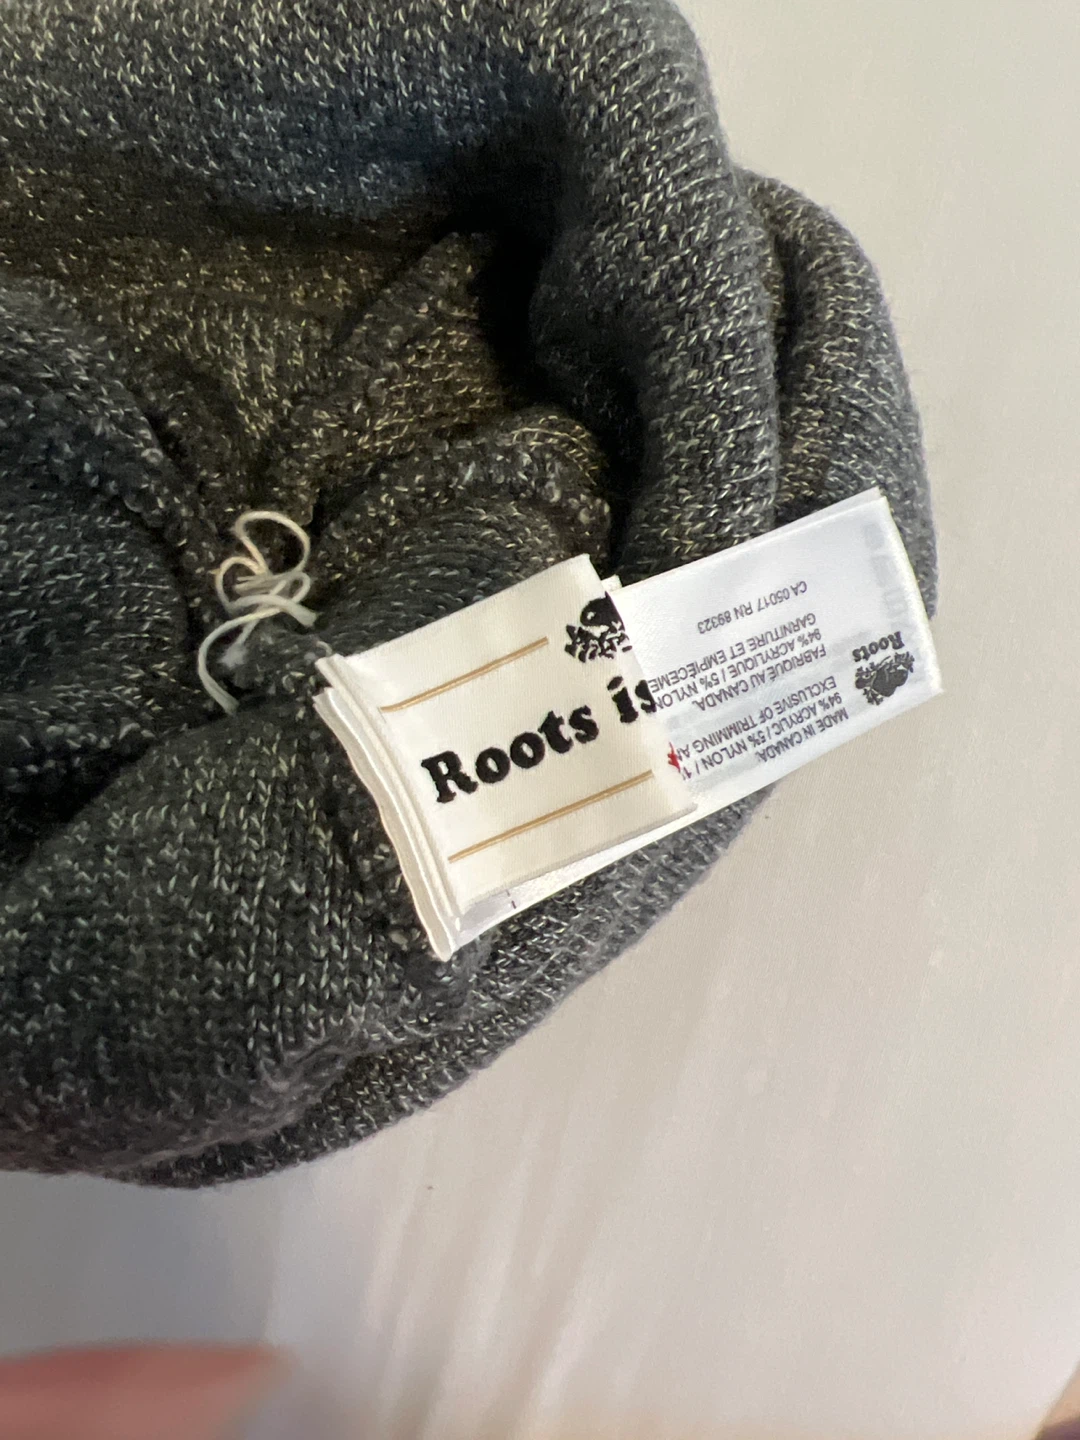 Roots is
Roots
MADE IN CANADA.
94% ACRYLIC / 5% NYLON / 1%
EXCLUSIVE OF TRIMMING
FABRIQUÉ AU CANADA.
94% ACRYLIQUE / 5% NYLON
GARNITURE ET
CA 05017 RN 89323